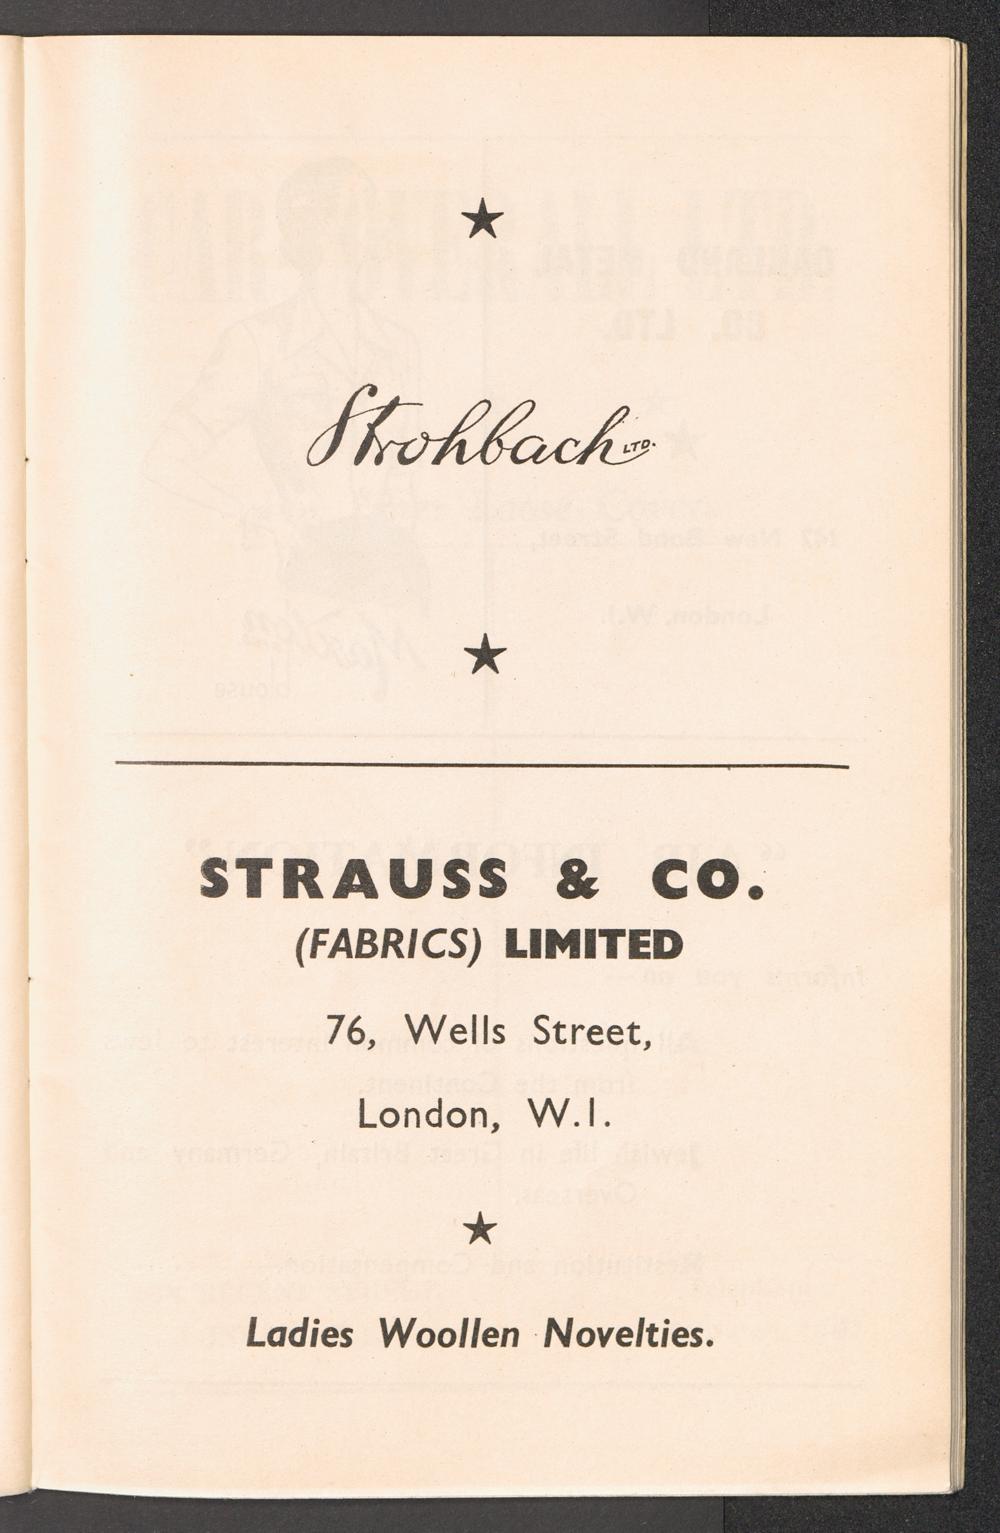 ★
Strohbach LTD.
★
STRAUSS & CO.
(FABRICS) LIMITED
76, Wells Street,
London, W.1.
★
Ladies Woollen Novelties.